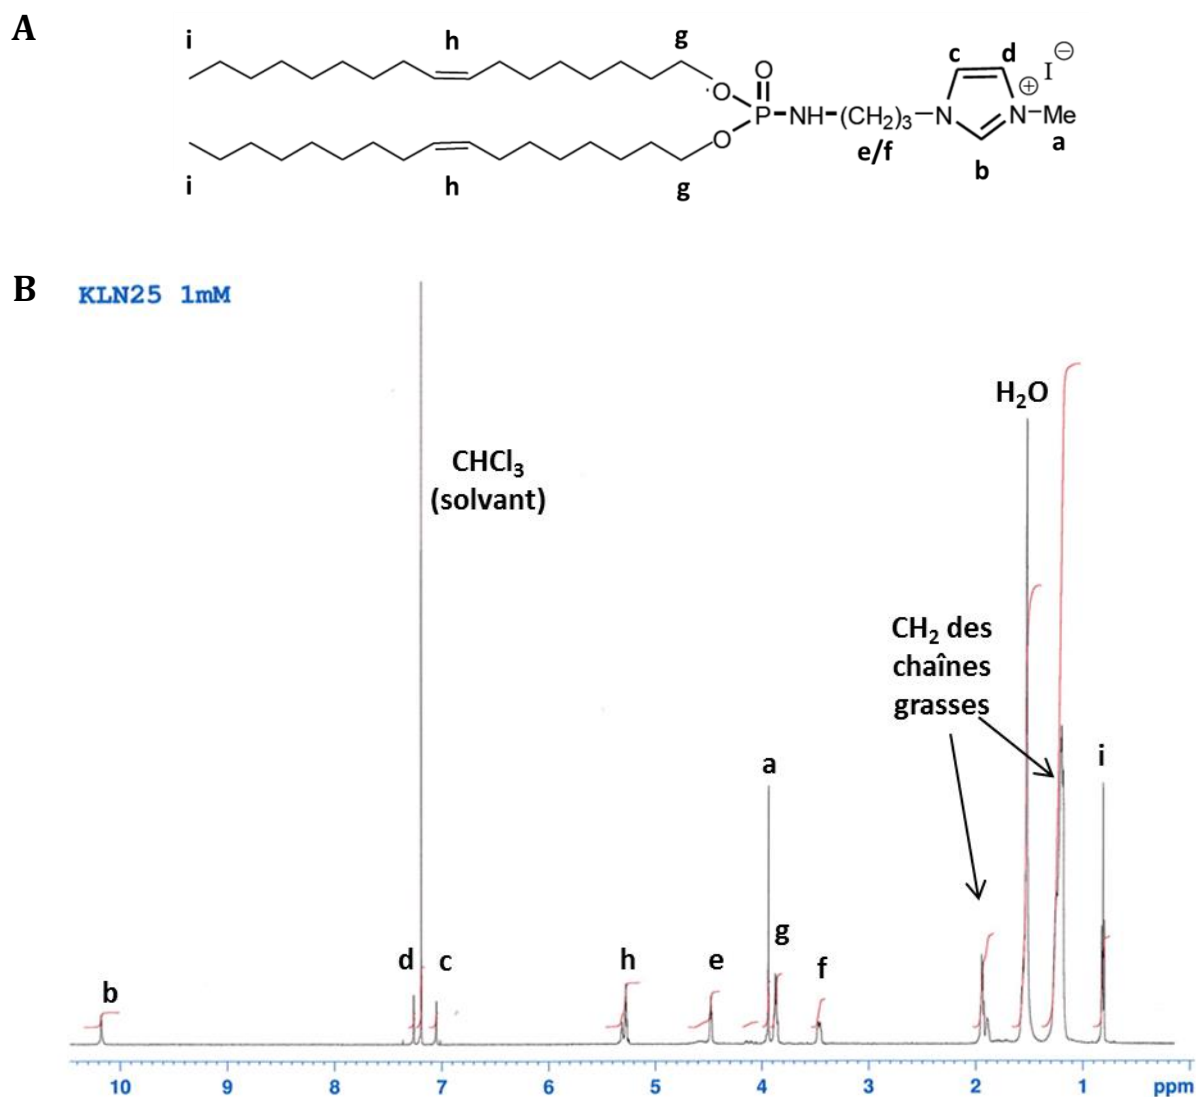 A
i h g
c d I ⊖
·O O
P NH (CH₂)₃ N ⊕ N Me
e/f a
O
b
i h g
B
KLN25 1mM
H₂O
CHCl₃
(solvant)
CH₂ des
chaînes
grasses
i
a
g
b d c h e f
10 9 8 7 6 5 4 3 2 1 ppm